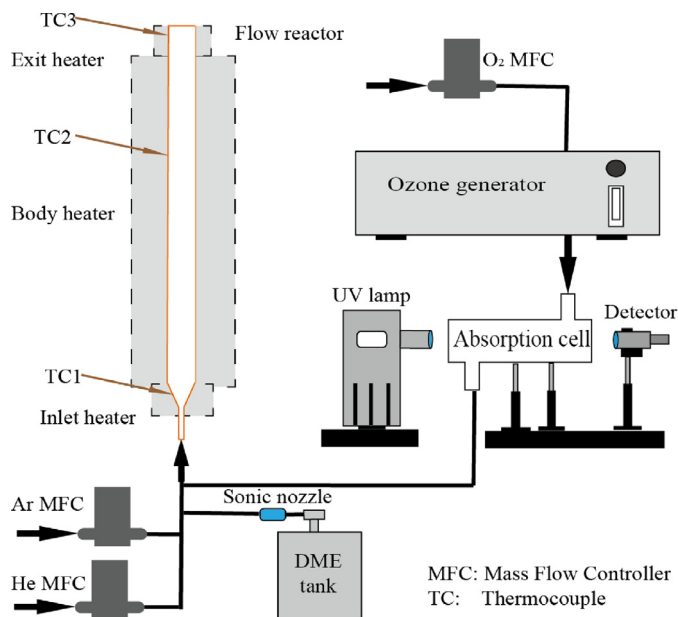 TC3
Flow reactor
Exit heater
O₂ MFC
TC2
Ozone generator
Body heater
UV lamp
Detector
Absorption cell
TC1
Inlet heater
Sonic nozzle
Ar MFC
DME
tank
He MFC
MFC: Mass Flow Controller
TC: Thermocouple